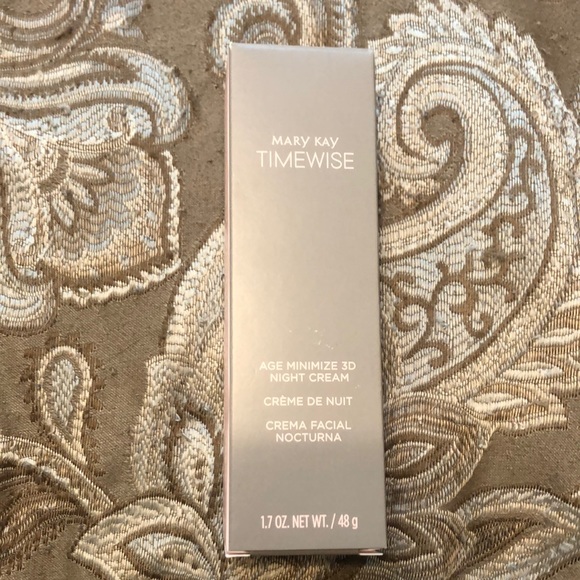 MARY KAY
TIMEWISE
AGE MINIMIZE 3D
NIGHT CREAM
CRÈME DE NUIT
CREMA FACIAL
NOCTURNA
1.7 OZ. NET WT. / 48 g